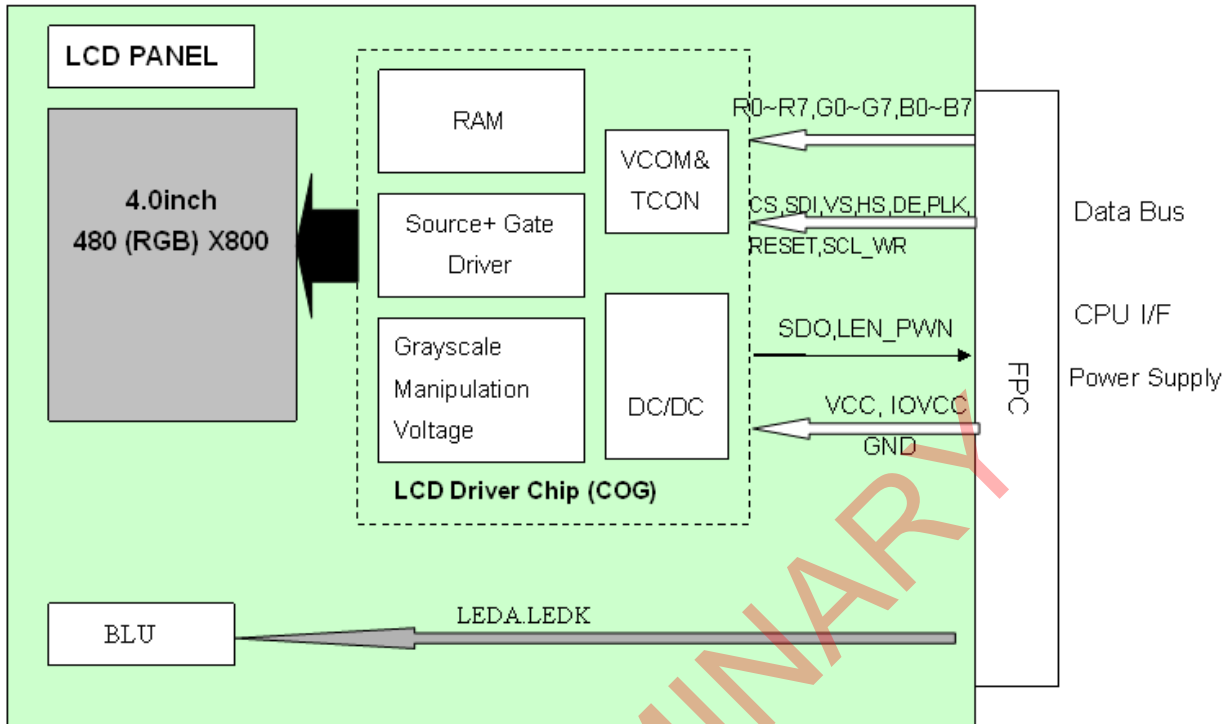 LCD PANEL
4.0inch
480 (RGB) X800
RAM
VCOM&
TCON
Source+ Gate
Driver
Grayscale
Manipulation
Voltage
DC/DC
LCD Driver Chip (COG)
R0~R7,G0~G7,B0~B7
CS,SDI,VS,HS,DE,PLK,
RESET,SCL_WR
SDO,LEN_PWN
VCC, IOVCC
GND
FPC
Data Bus
CPU I/F
Power Supply
BLU
LEDA.LEDK
MINARY